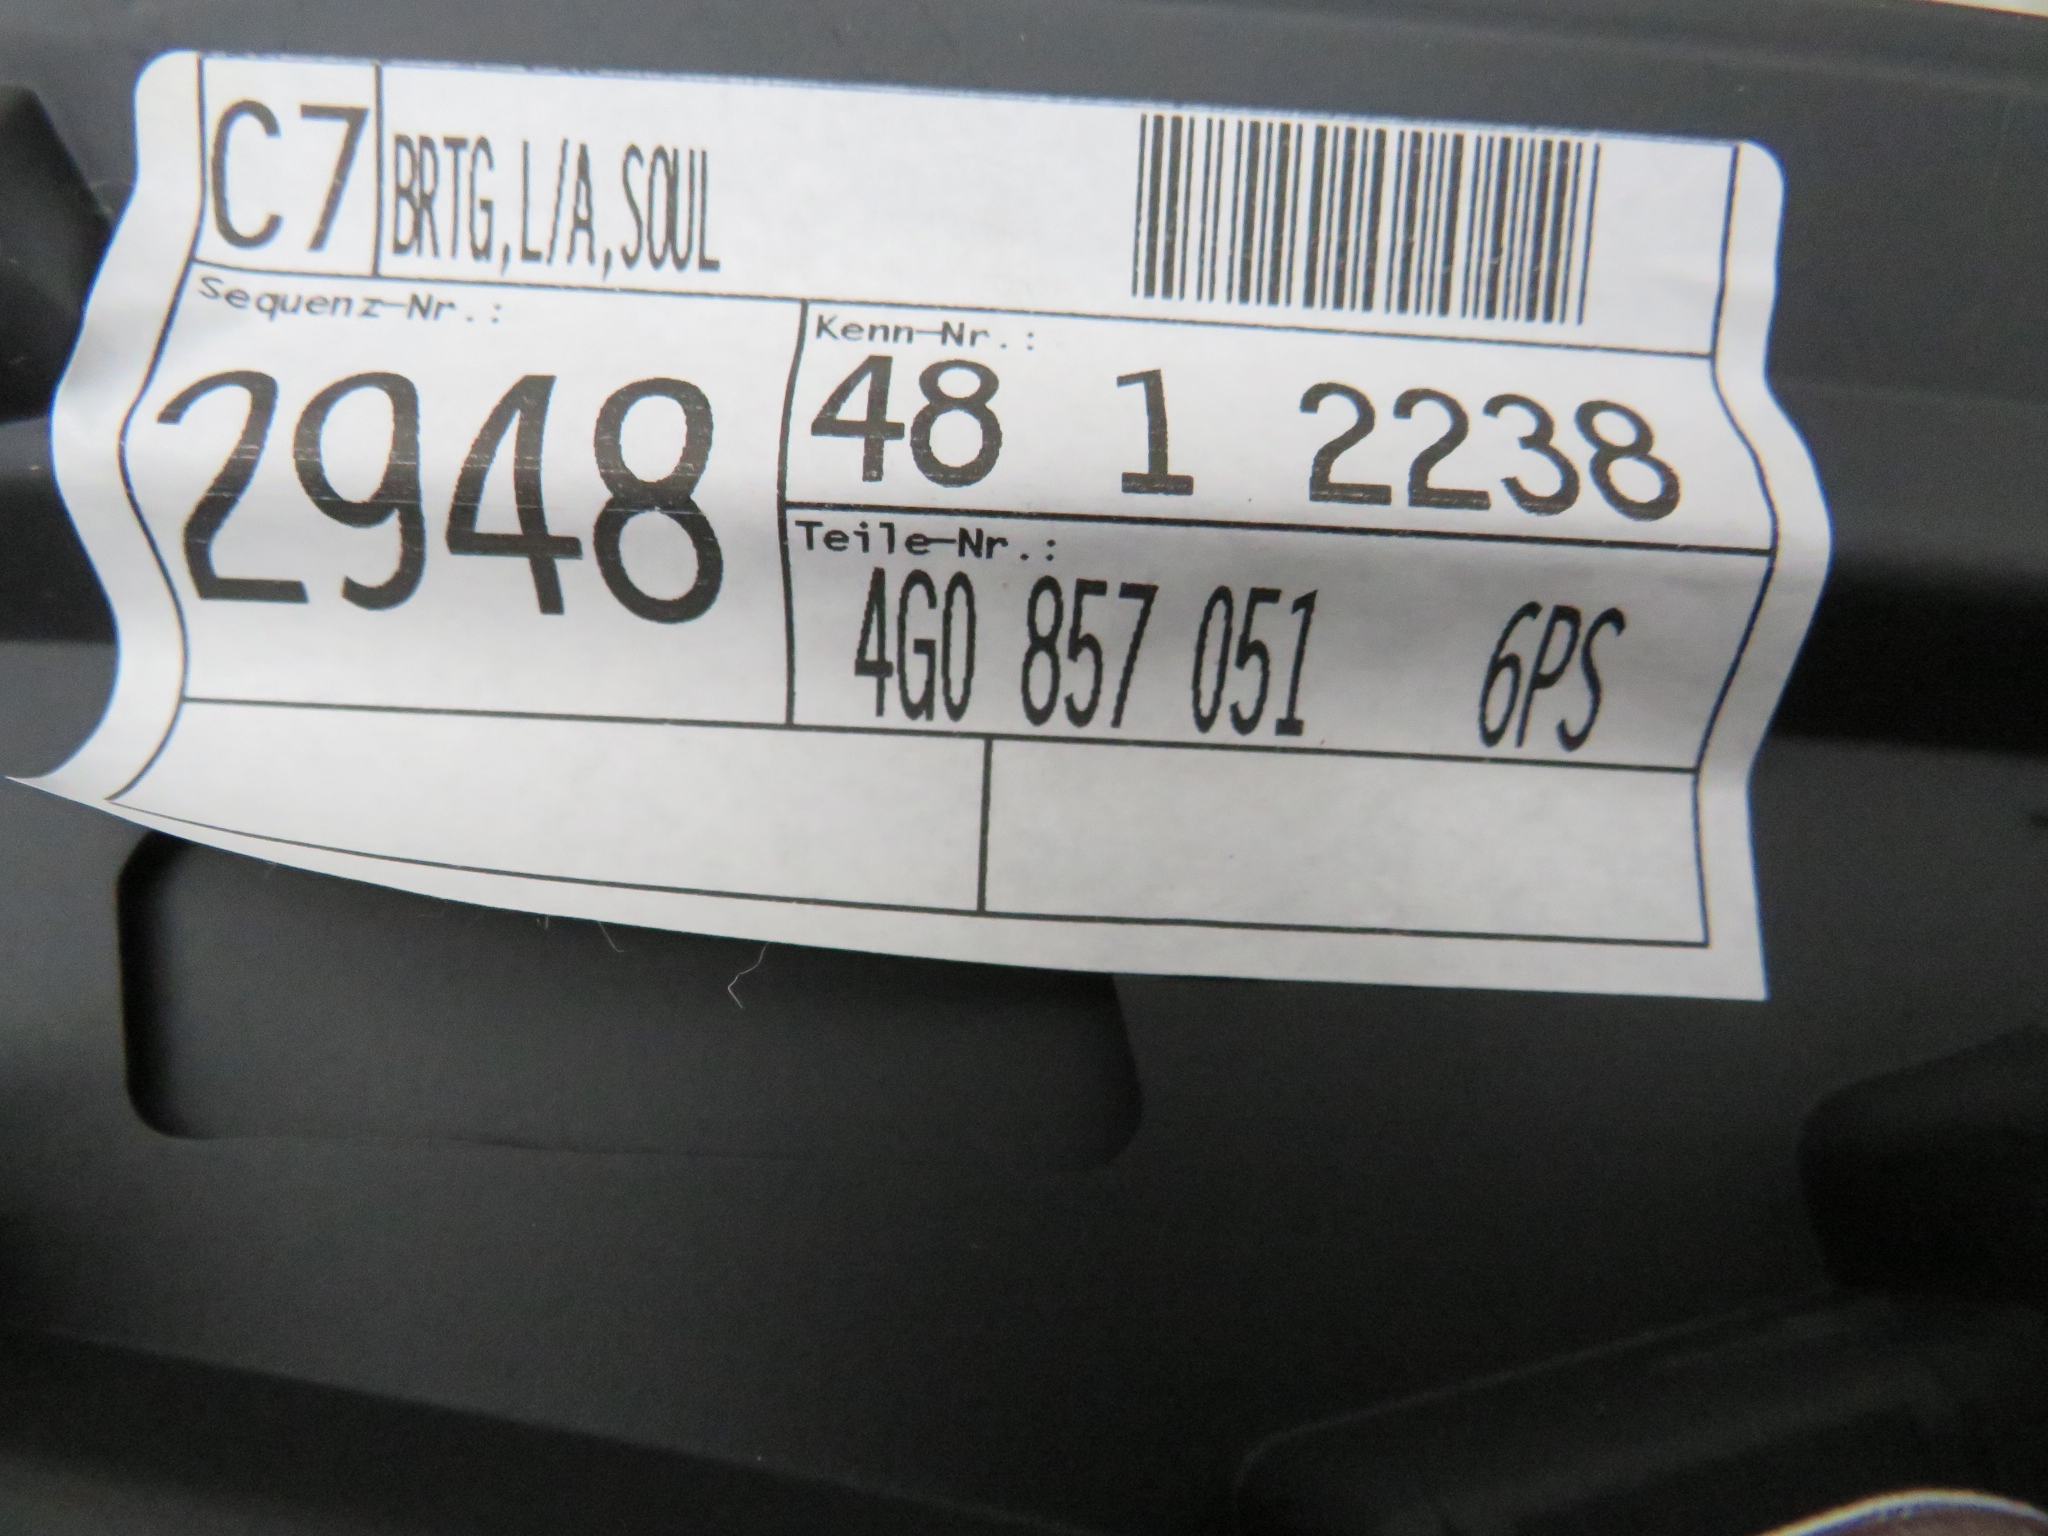 C7 BRTG,L/A,SOUL
Sequenz-Nr.:
2948
Kenn-Nr.:
48 1 2238
Teile-Nr.:
4G0 857 051 6PS